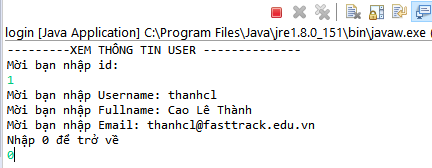 login [Java Application] C:\Program Files\Java\jre1.8.0_151\bin\javaw.exe (
---------XEM THÔNG TIN USER --------------
Mời bạn nhập id:
1
Mời bạn nhập Username: thanhcl
Mời bạn nhập Fullname: Cao Lê Thành
Mời bạn nhập Email: thanhcl@fasttrack.edu.vn
Nhập 0 để trở về
0